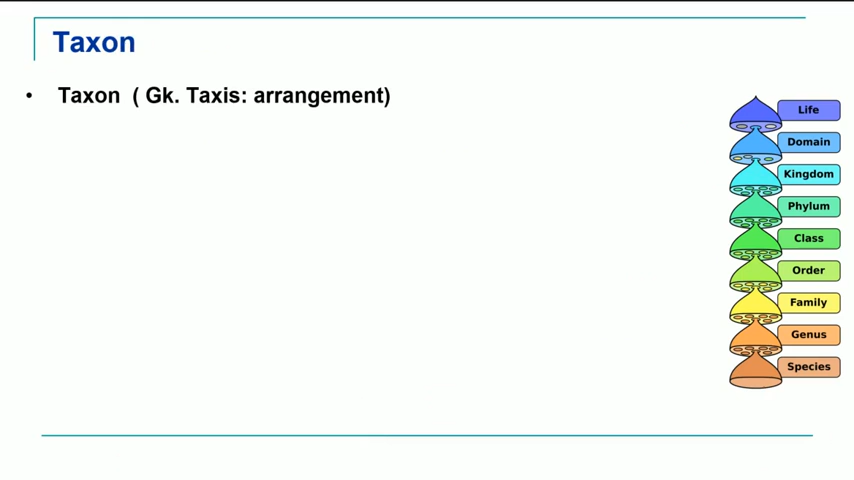 Taxon
• Taxon ( Gk. Taxis: arrangement)
Life
Domain
Kingdom
Phylum
Class
Order
Family
Genus
Species